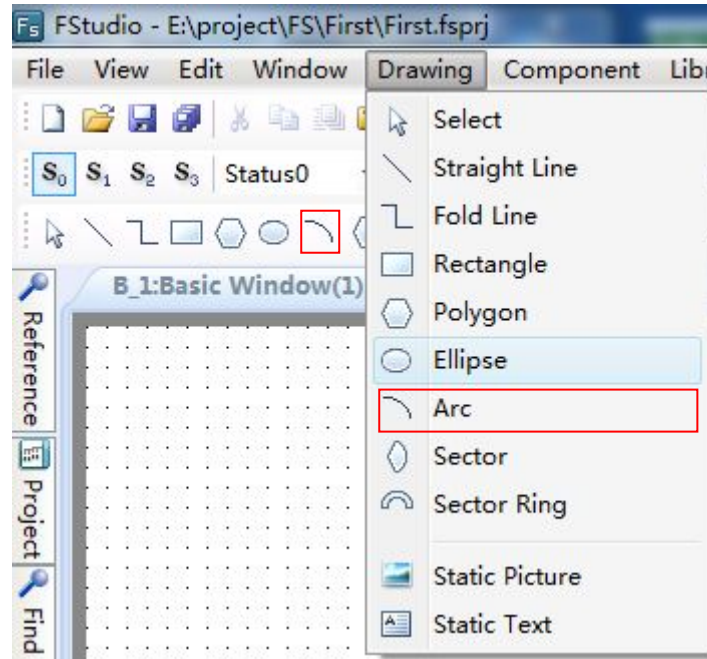 Fs FStudio - E:\project\FS\First\First.fsprj
File View Edit Window Drawing Component Libr
S0 S1 S2 S3 Status0
B_1:Basic Window(1)
Reference
Project
Find
Select
Straight Line
Fold Line
Rectangle
Polygon
Ellipse
Arc
Sector
Sector Ring
Static Picture
A Static Text